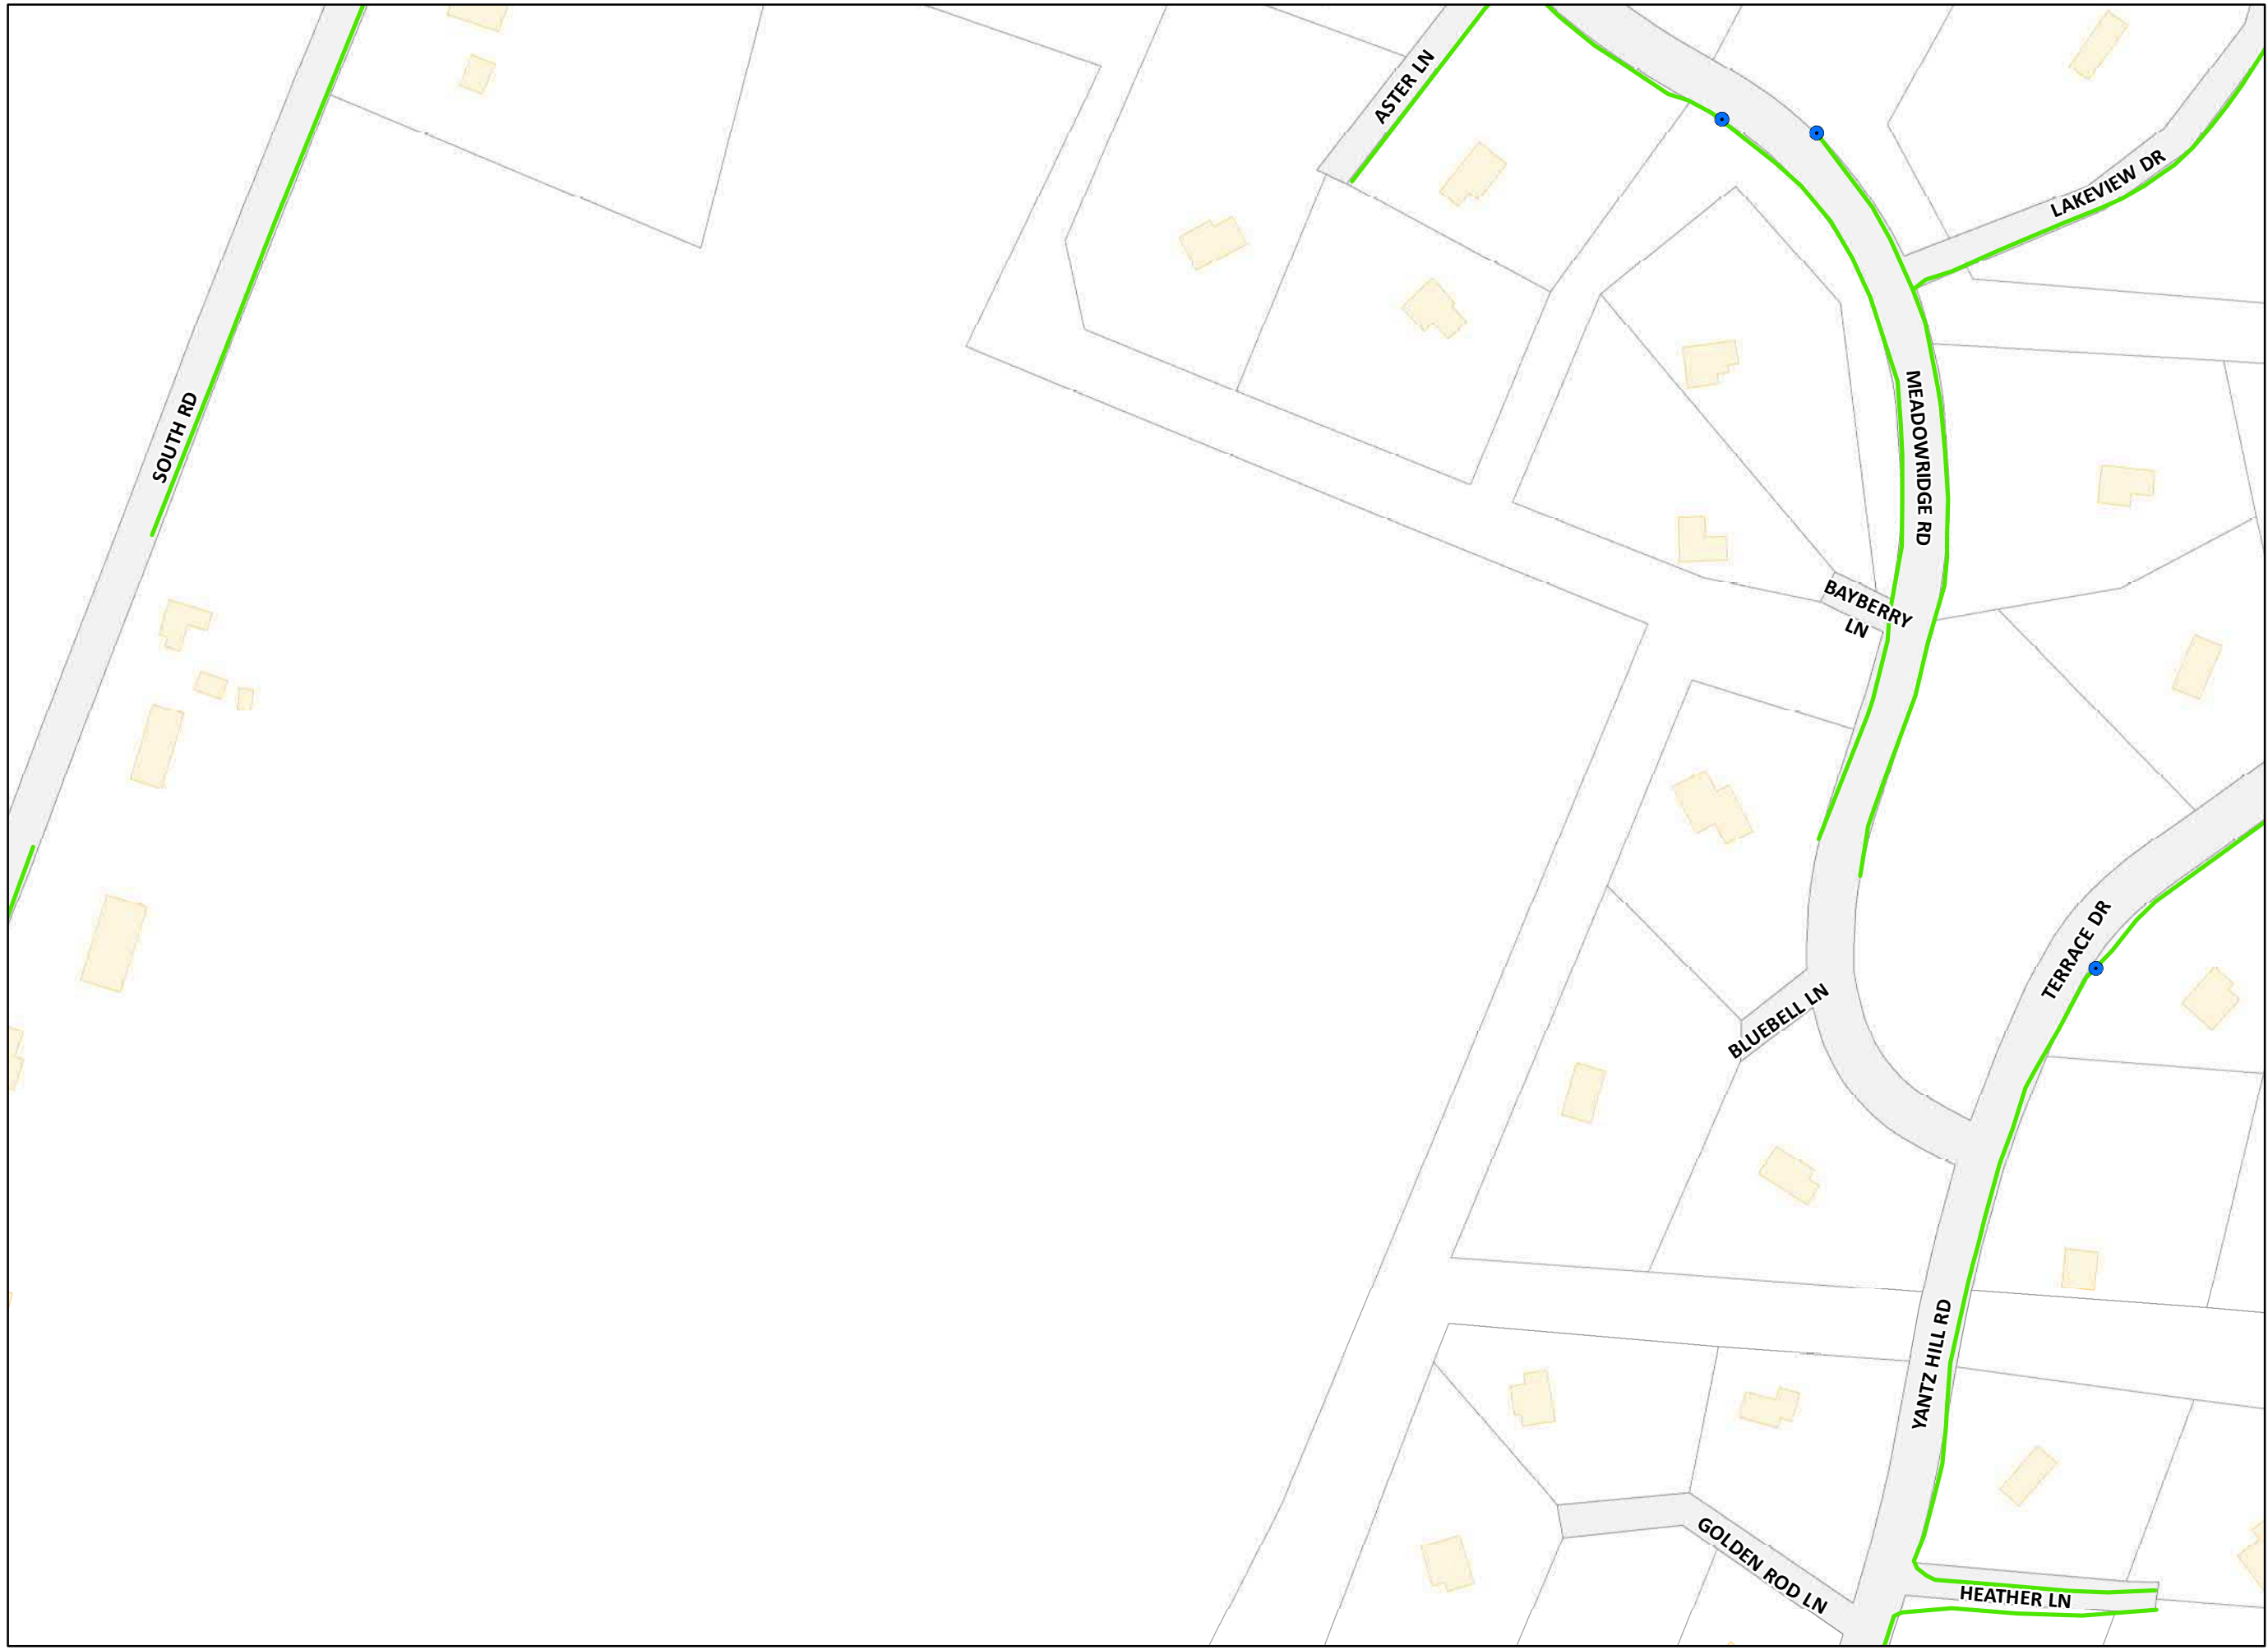 ASTER LN
LAKEVIEW DR
SOUTH RD
MEADOWRIDGE RD
BAYBERRY
LN
TERRACE DR
BLUEBELL LN
YANTZ HILL RD
GOLDEN ROD LN
HEATHER LN